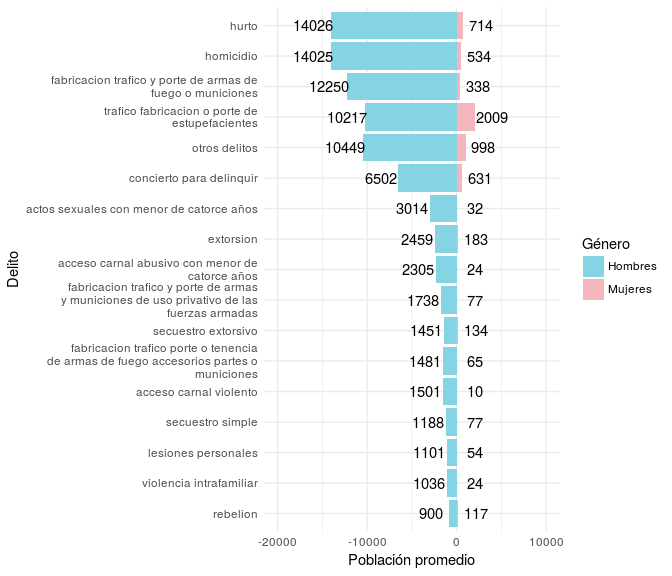 hurto
14026
714
homicidio
14025
534
fabricacion trafico y porte de armas de
fuego o municiones
12250
338
trafico fabricacion o porte de
estupefacientes
10217
2009
otros delitos
10449
998
concierto para delinquir
6502
631
actos sexuales con menor de catorce años
3014
32
extorsion
2459
183
acceso carnal abusivo con menor de
catorce años
2305
24
fabricacion trafico y porte de armas
y municiones de uso privativo de las
fuerzas armadas
1738
77
secuestro extorsivo
1451
134
fabricacion trafico porte o tenencia
de armas de fuego accesorios partes o
municiones
1481
65
acceso carnal violento
1501
10
secuestro simple
1188
77
lesiones personales
1101
54
violencia intrafamiliar
1036
24
rebelion
900
117
Delito
-20000
-10000
0
10000
Población promedio
Género
Hombres
Mujeres